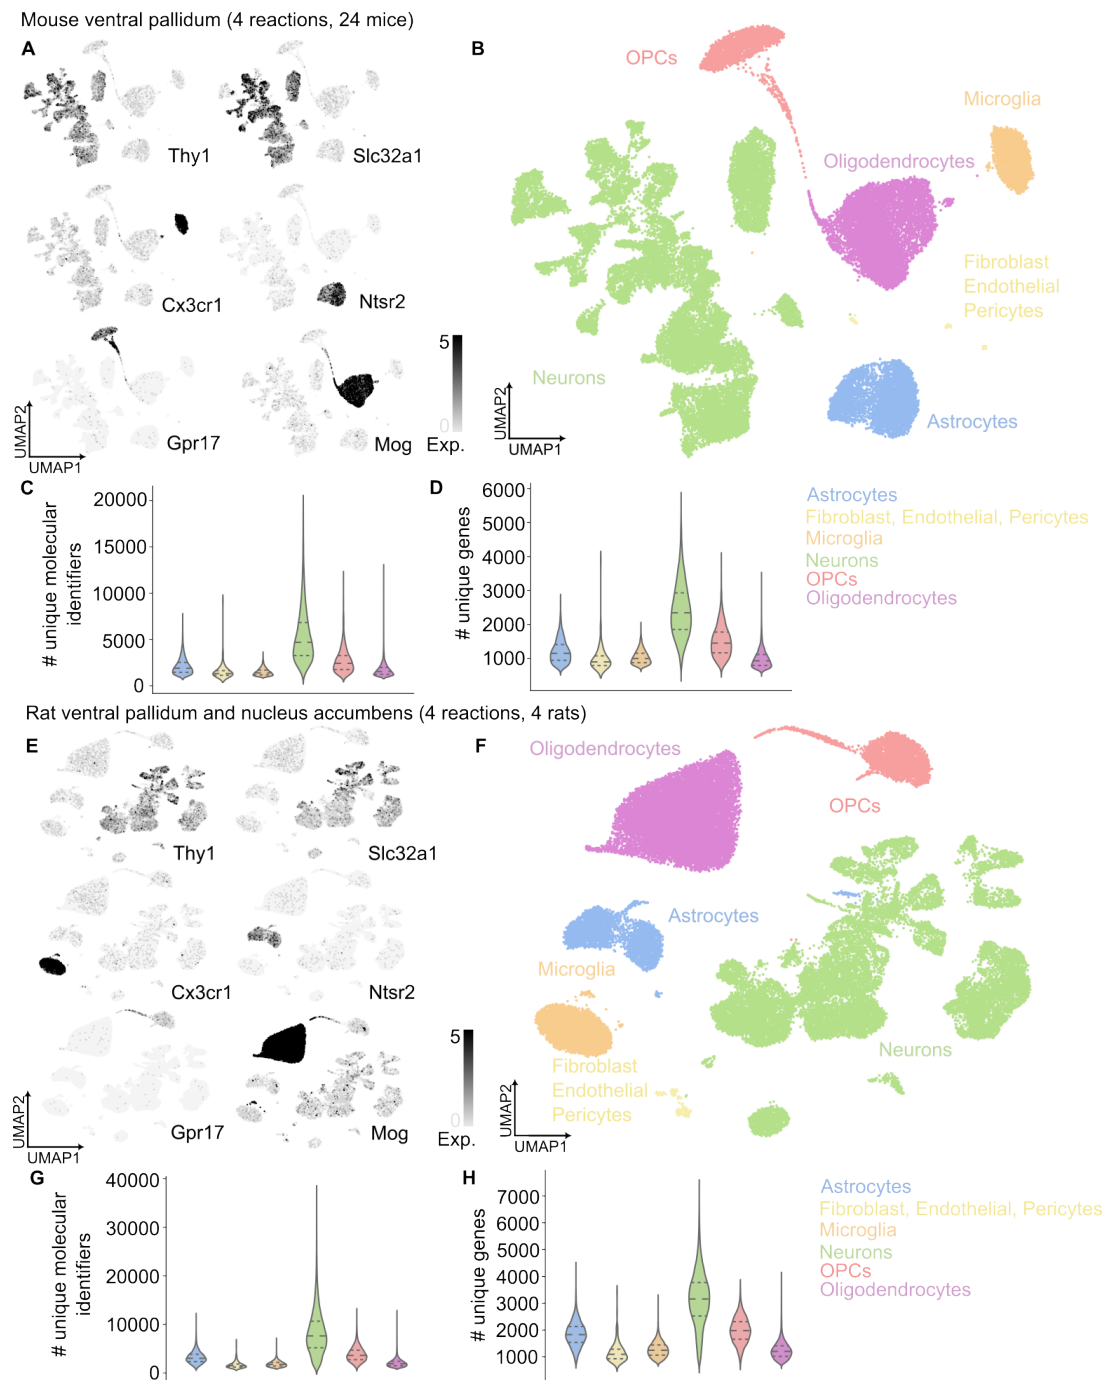 Mouse ventral pallidum (4 reactions, 24 mice)
A
Thy1
Slc32a1
Cx3cr1
Ntsr2
Gpr17
Mog
5
0
Exp.
UMAP2
UMAP1
B
OPCs
Microglia
Oligodendrocytes
Fibroblast
Endothelial
Pericytes
Neurons
Astrocytes
UMAP2
UMAP1
C
# unique molecular
identifiers
20000
15000
10000
5000
0
D
# unique genes
6000
5000
4000
3000
2000
1000
Astrocytes
Fibroblast, Endothelial, Pericytes
Microglia
Neurons
OPCs
Oligodendrocytes
Rat ventral pallidum and nucleus accumbens (4 reactions, 4 rats)
E
Thy1
Slc32a1
Cx3cr1
Ntsr2
Gpr17
Mog
5
0
Exp.
UMAP2
UMAP1
F
Oligodendrocytes
OPCs
Astrocytes
Microglia
Neurons
Fibroblast
Endothelial
Pericytes
UMAP2
UMAP1
G
# unique molecular
identifiers
40000
30000
20000
10000
0
H
# unique genes
7000
6000
5000
4000
3000
2000
1000
Astrocytes
Fibroblast, Endothelial, Pericytes
Microglia
Neurons
OPCs
Oligodendrocytes